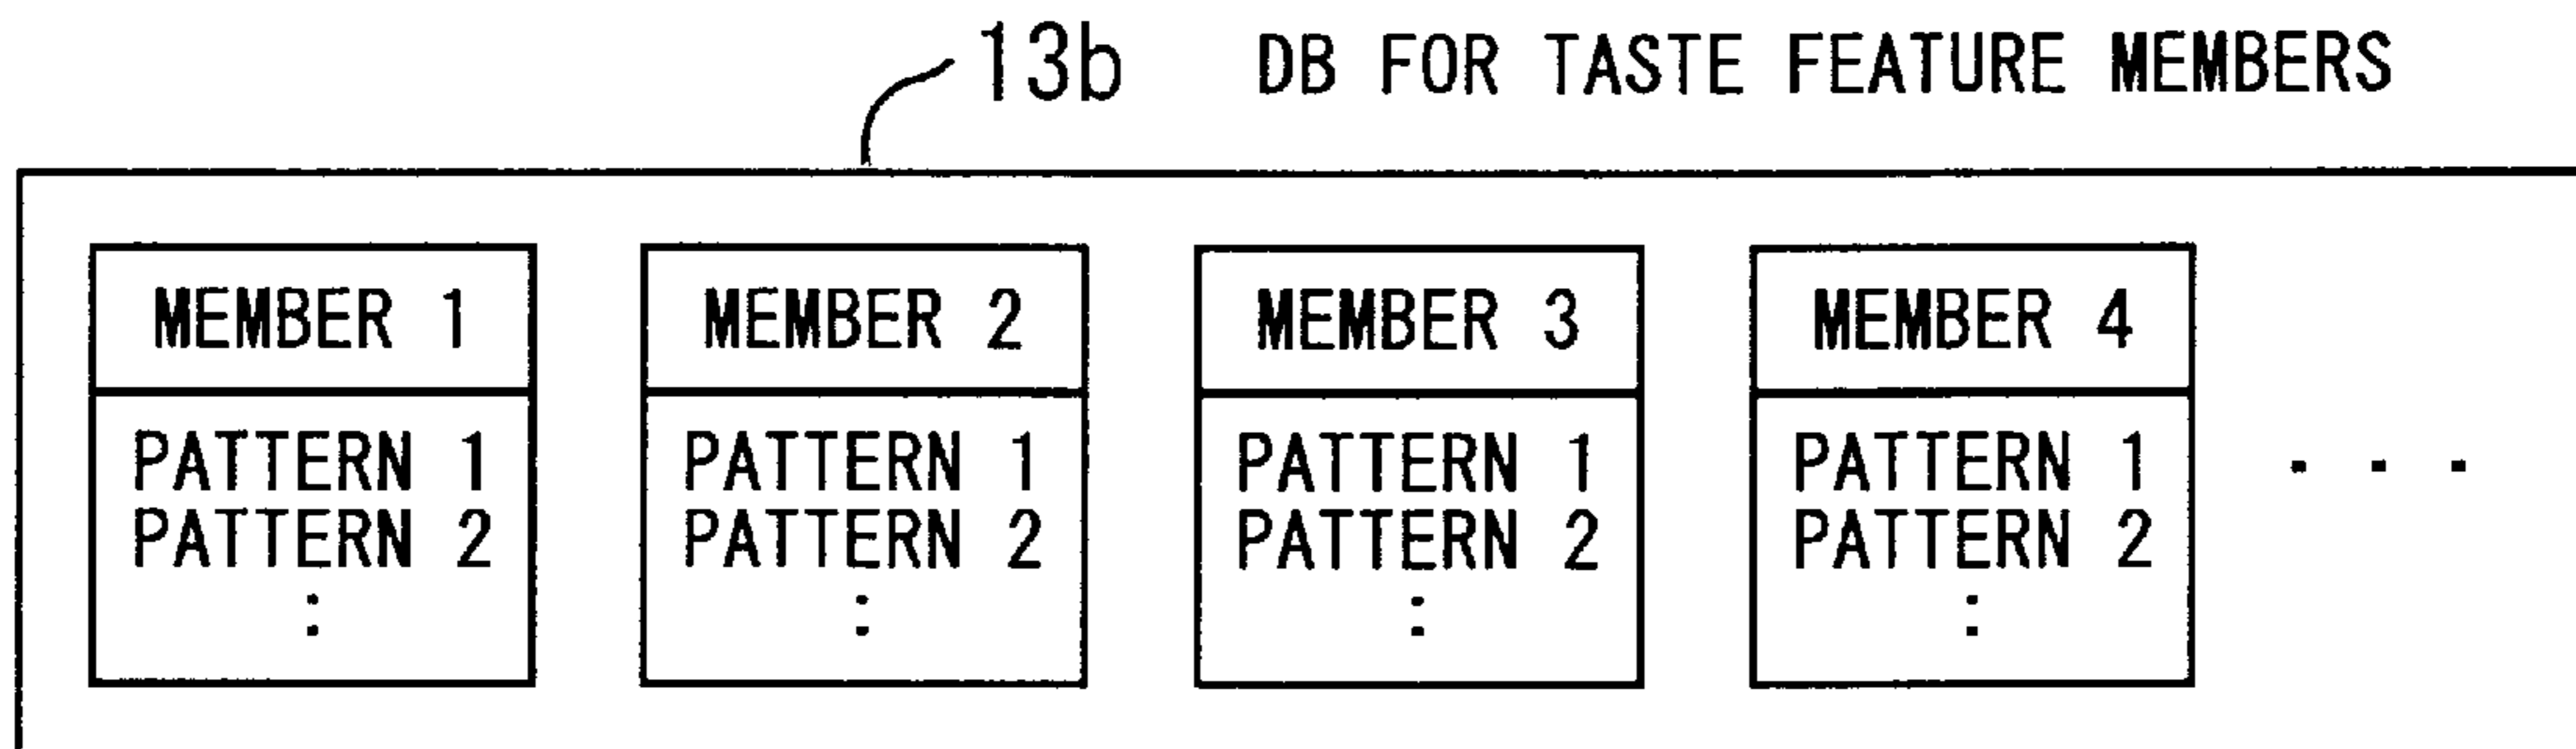 13b DB FOR TASTE FEATURE MEMBERS
MEMBER 1
PATTERN 1
PATTERN 2
:
MEMBER 2
PATTERN 1
PATTERN 2
:
MEMBER 3
PATTERN 1
PATTERN 2
:
MEMBER 4
PATTERN 1
PATTERN 2
:
. . .